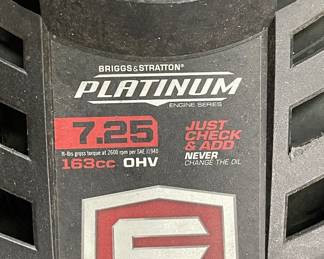 BRIGGS&STRATTON®
PLATINUM
ENGINE SERIES
7.25
ft-lbs gross torque at 2600 rpm per SAE J1940
163cc OHV
JUST
CHECK
& ADD
NEVER
CHANGE THE OIL